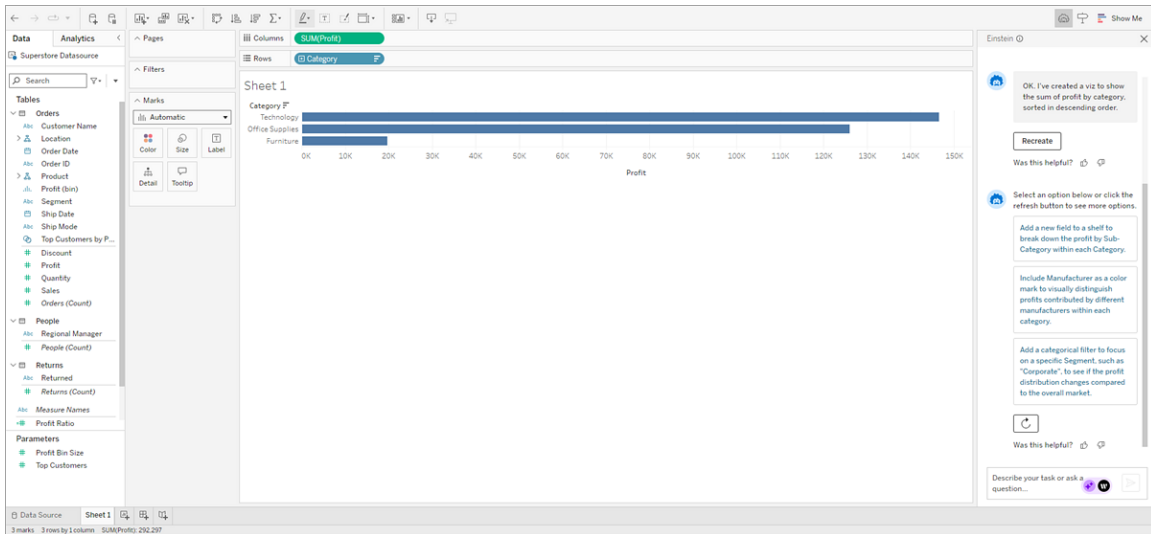 Show Me
Data
Analytics
Pages
Columns
SUM(Profit)
Einstein
Superstore Datasource
Rows
Category
Search
Filters
Sheet 1
Tables
Orders
Abc Customer Name
Location
Order Date
Abc Order ID
Product
Profit (bin)
Abc Segment
Ship Date
Abc Ship Mode
Top Customers by P...
# Discount
# Profit
# Quantity
# Sales
# Orders (Count)
People
Abc Regional Manager
# People (Count)
Returns
Abc Returned
# Returns (Count)
Abc Measure Names
Profit Ratio
Parameters
# Profit Bin Size
# Top Customers
Marks
Automatic
Color
Size
Label
Detail
Tooltip
Category
Technology
Office Supplies
Furniture
0K 10K 20K 30K 40K 50K 60K 70K 80K 90K 100K 110K 120K 130K 140K 150K
Profit
OK. I've created a viz to show
the sum of profit by category,
sorted in descending order.
Recreate
Was this helpful?
Select an option below or click the
refresh button to see more options.
Add a new field to a shelf to
break down the profit by Sub-
Category within each Category.
Include Manufacturer as a color
mark to visually distinguish
profits contributed by different
manufacturers within each
category.
Add a categorical filter to focus
on a specific Segment, such as
"Corporate", to see if the profit
distribution changes compared
to the overall market.
Was this helpful?
Describe your task or ask a
question...
Data Source
Sheet 1
3 marks 3 rows by 1 column SUM(Profit): 292,297